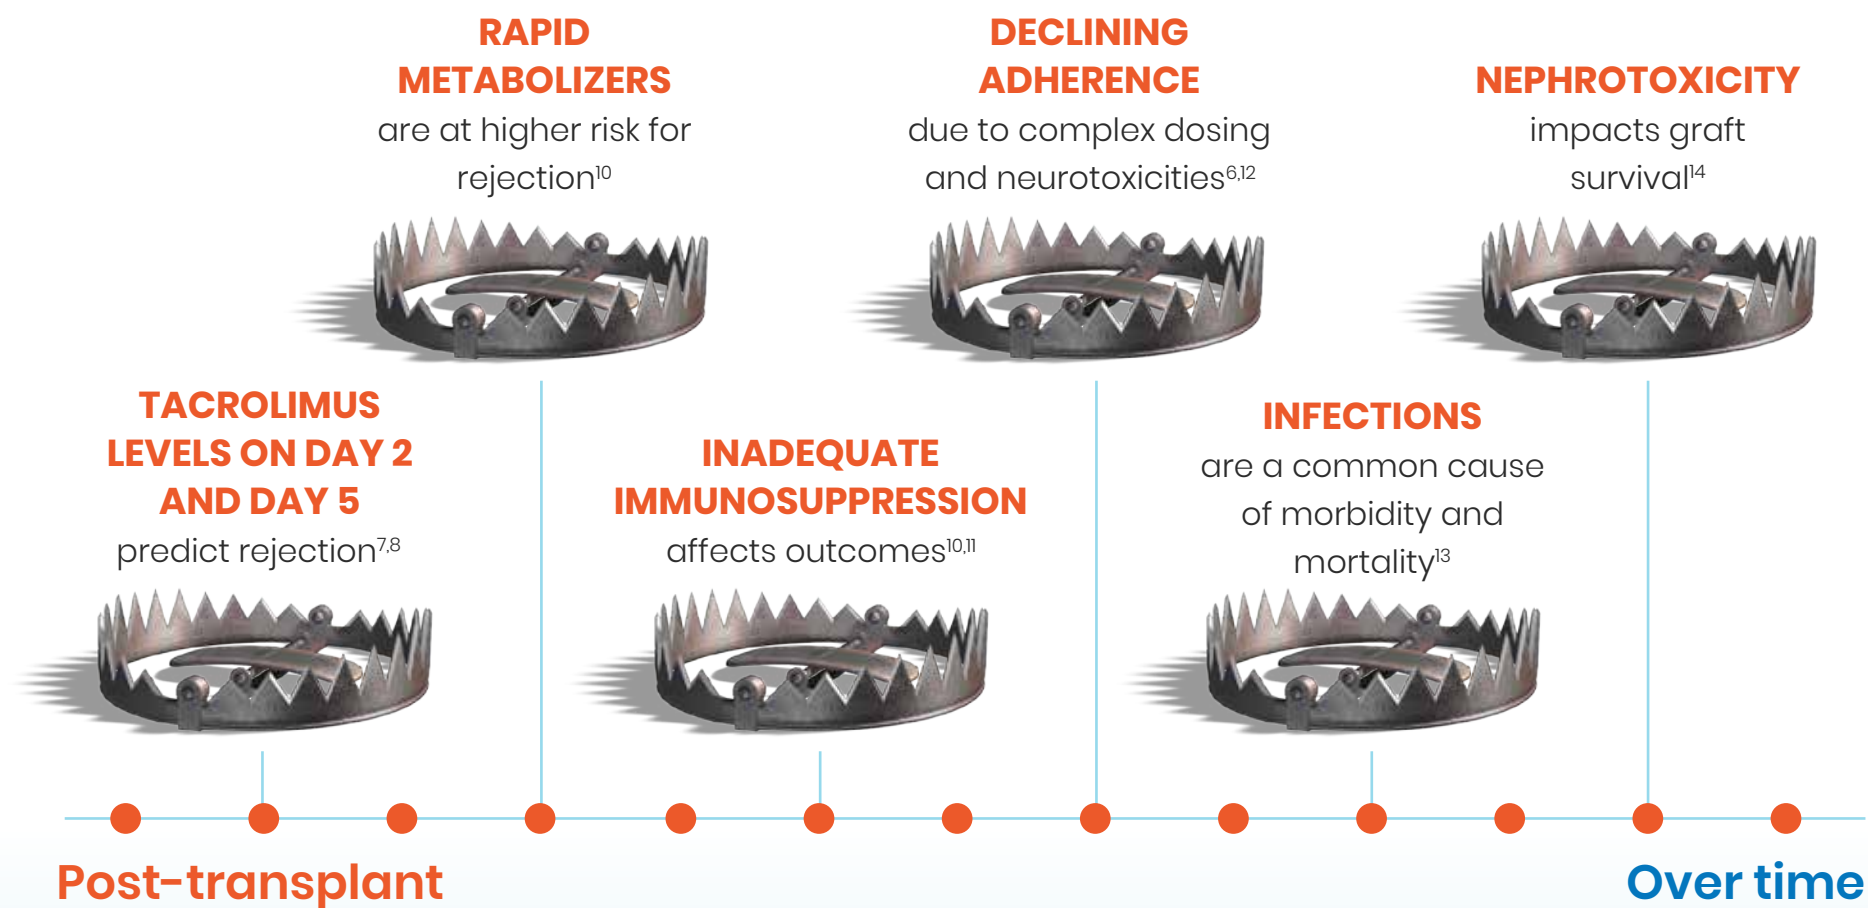 RAPID
METABOLIZERS
are at higher risk for
rejection¹⁰
DECLINING
ADHERENCE
due to complex dosing
and neurotoxicities⁶,¹²
NEPHROTOXICITY
impacts graft
survival¹⁴
TACROLIMUS
LEVELS ON DAY 2
AND DAY 5
predict rejection⁷,⁸
INADEQUATE
IMMUNOSUPPRESSION
affects outcomes¹⁰,¹¹
INFECTIONS
are a common cause
of morbidity and
mortality¹³
Post-transplant
Over time